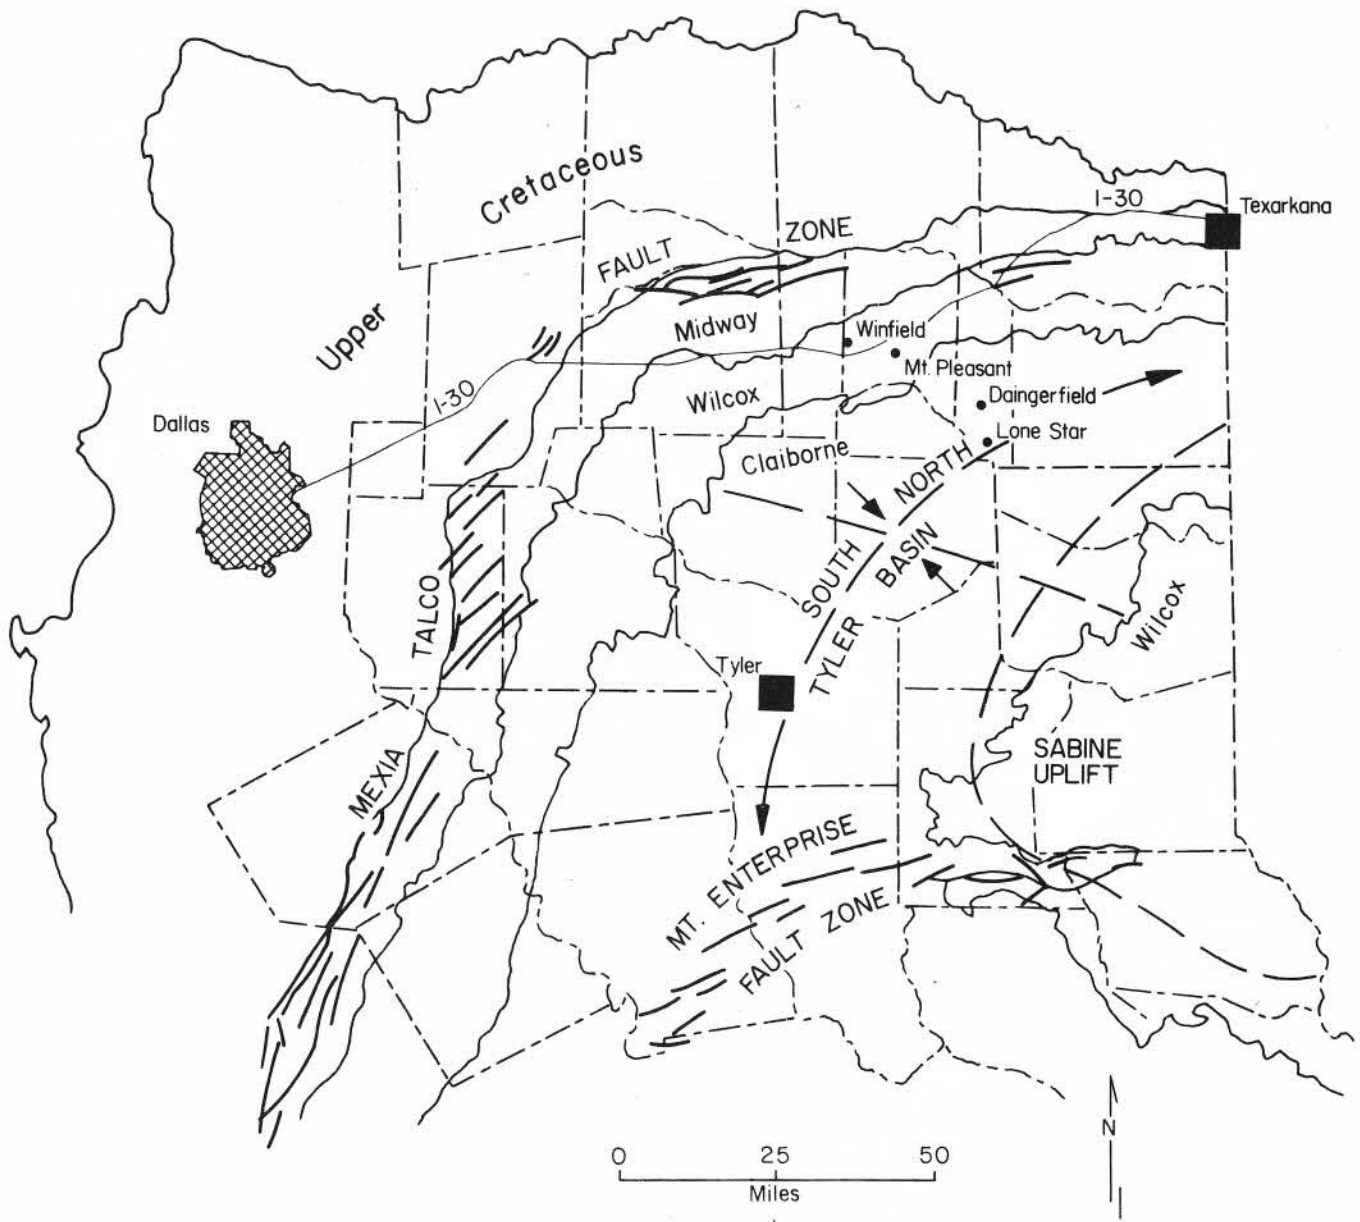 Cretaceous
I-30
Texarkana
ZONE
FAULT
Upper
Midway
Winfield
Mt. Pleasant
Wilcox
I-30
Daingerfield
Dallas
Lone Star
Claiborne
NORTH
SOUTH
BASIN
TALCO
Wilcox
Tyler
TYLER
SABINE
UPLIFT
MEXIA
MT. ENTERPRISE
FAULT ZONE
N
0 25 50
Miles